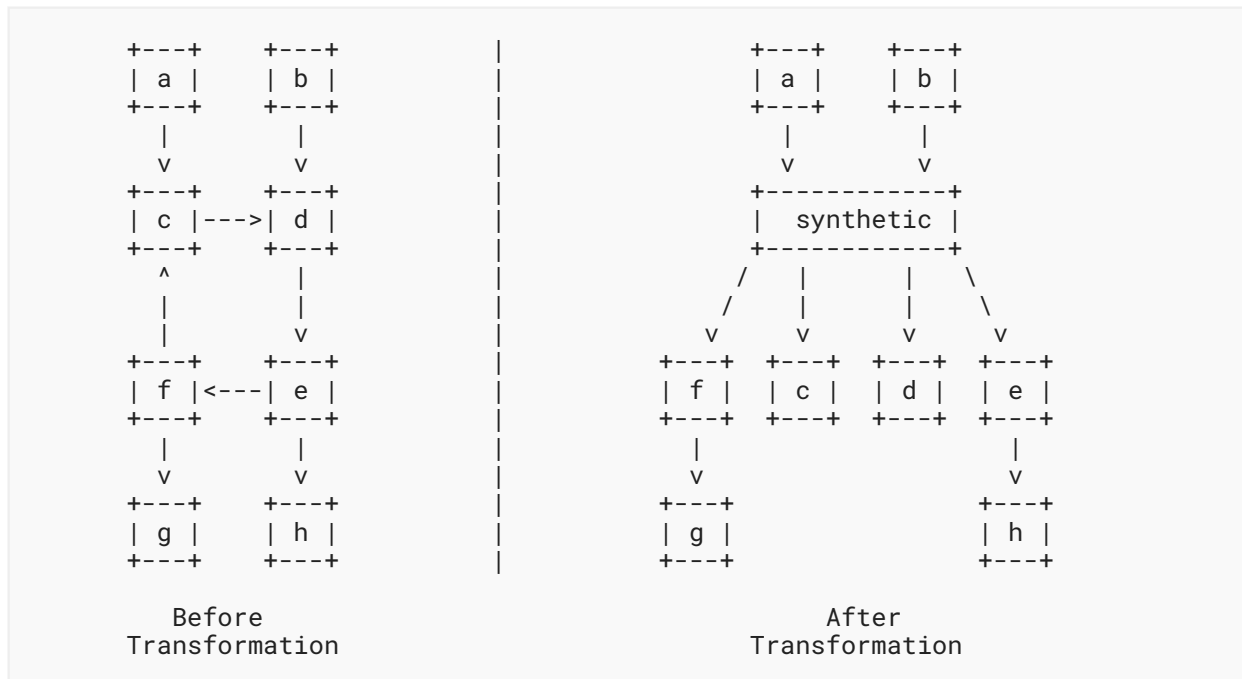 +---+    +---+          |                +---+    +---+
| a |    | b |          |                | a |    | b |
+---+    +---+          |                +---+    +---+
  |        |            |                  |        |
  v        v            |                  v        v
+---+    +---+          |                +------------+
| c |--->| d |          |                |  synthetic |
+---+    +---+          |                +------------+
  ^        |            |               /   |      |   \
  |        |            |              /    |      |    \
  |        v            |             v     v      v     v
+---+    +---+          |          +---+  +---+  +---+  +---+
| f |<---| e |          |          | f |  | c |  | d |  | e |
+---+    +---+          |          +---+  +---+  +---+  +---+
  |        |            |            |                    |
  v        v            |            v                    v
+---+    +---+          |          +---+                +---+
| g |    | h |          |          | g |                | h |
+---+    +---+          |          +---+                +---+
   Before                                     After
Transformation                           Transformation